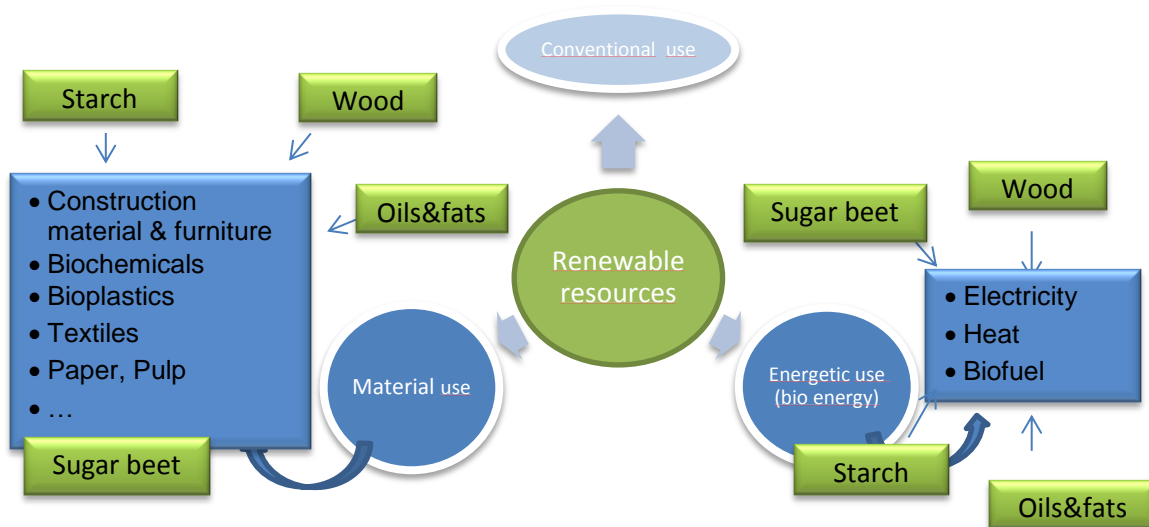 Conventional use
Starch
Wood
• Construction
material & furniture
• Biochemicals
• Bioplastics
• Textiles
• Paper, Pulp
• …
Oils&fats
Sugar beet
Material use
Renewable
resources
Sugar beet
Wood
• Electricity
• Heat
• Biofuel
Energetic use
(bio energy)
Starch
Oils&fats